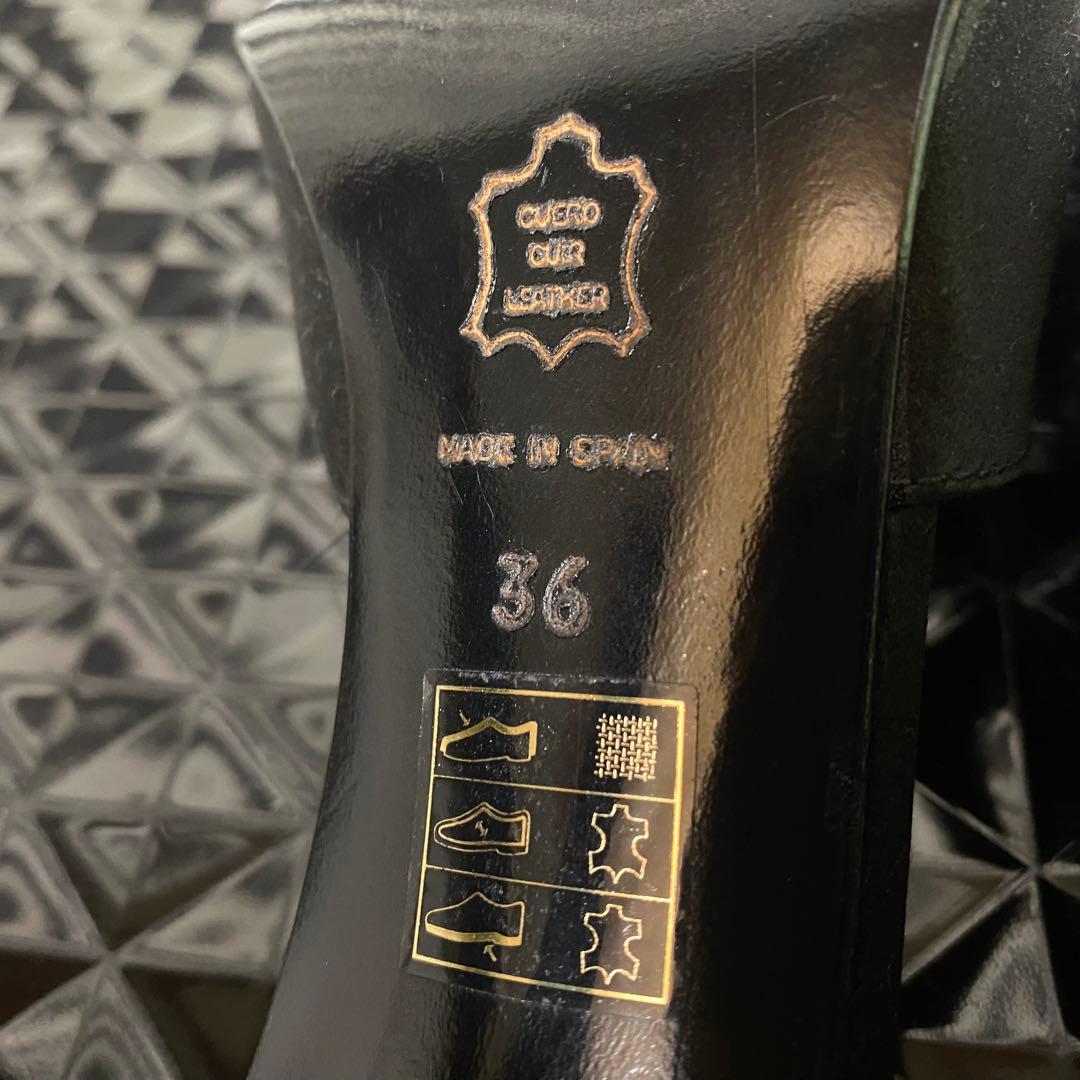 CUERO
CUIR
LEATHER
MADE IN SPAIN
36